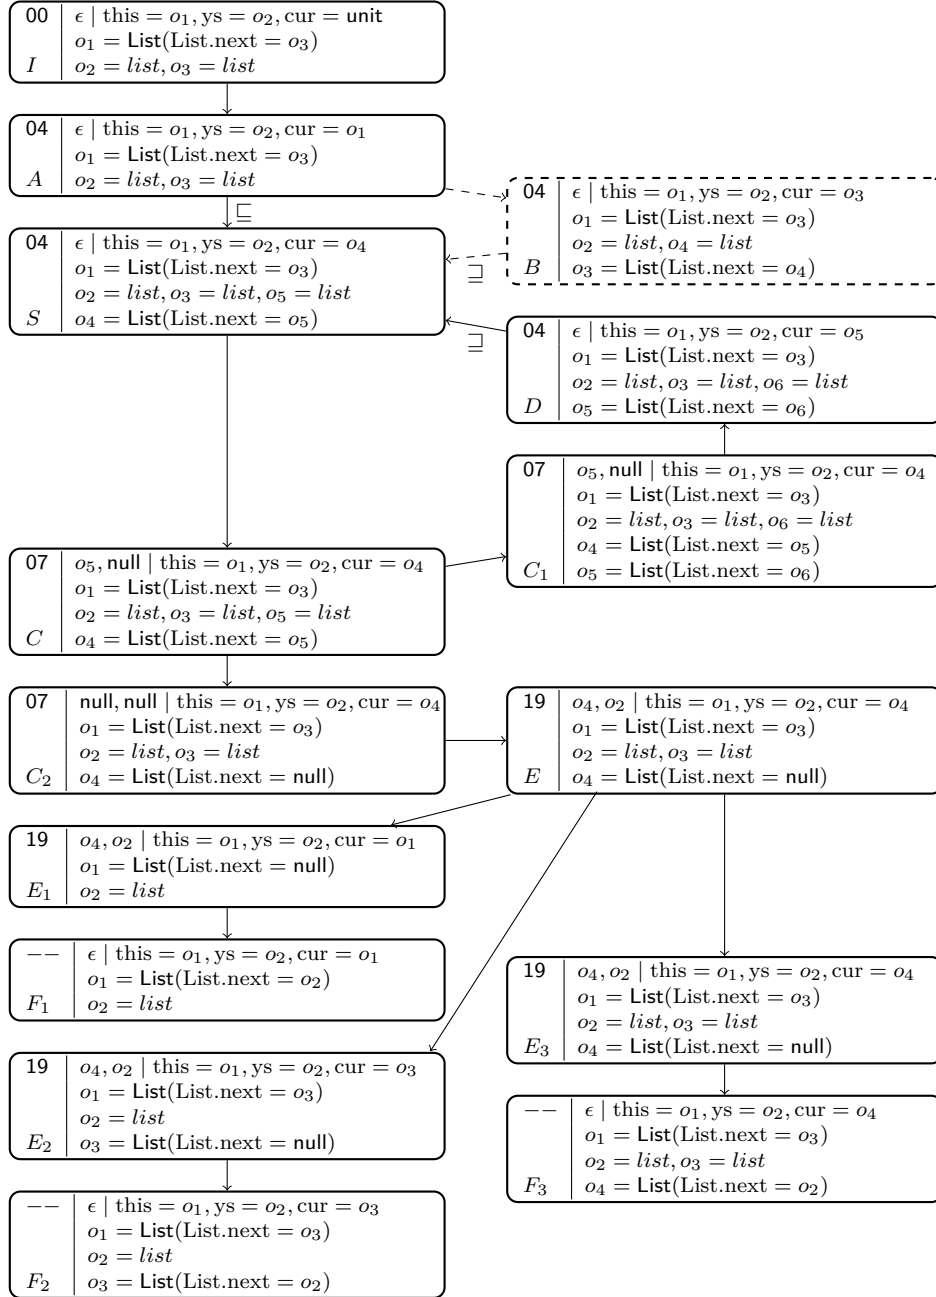 00 ϵ | this = o₁, ys = o₂, cur = unit
o₁ = List(List.next = o₃)
I o₂ = list, o₃ = list
04 ϵ | this = o₁, ys = o₂, cur = o₁
o₁ = List(List.next = o₃)
A o₂ = list, o₃ = list
⊑
04 ϵ | this = o₁, ys = o₂, cur = o₃
o₁ = List(List.next = o₃)
o₂ = list, o₄ = list
B o₃ = List(List.next = o₄)
⊒
04 ϵ | this = o₁, ys = o₂, cur = o₄
o₁ = List(List.next = o₃)
o₂ = list, o₃ = list, o₅ = list
S o₄ = List(List.next = o₅)
⊒
04 ϵ | this = o₁, ys = o₂, cur = o₅
o₁ = List(List.next = o₃)
o₂ = list, o₃ = list, o₆ = list
D o₅ = List(List.next = o₆)
07 o₅, null | this = o₁, ys = o₂, cur = o₄
o₁ = List(List.next = o₃)
o₂ = list, o₃ = list, o₆ = list
o₄ = List(List.next = o₅)
C₁ o₅ = List(List.next = o₆)
07 o₅, null | this = o₁, ys = o₂, cur = o₄
o₁ = List(List.next = o₃)
o₂ = list, o₃ = list, o₅ = list
C o₄ = List(List.next = o₅)
07 null, null | this = o₁, ys = o₂, cur = o₄
o₁ = List(List.next = o₃)
o₂ = list, o₃ = list
C₂ o₄ = List(List.next = null)
19 o₄, o₂ | this = o₁, ys = o₂, cur = o₄
o₁ = List(List.next = o₃)
o₂ = list, o₃ = list
E o₄ = List(List.next = null)
19 o₄, o₂ | this = o₁, ys = o₂, cur = o₁
o₁ = List(List.next = null)
E₁ o₂ = list
−− ϵ | this = o₁, ys = o₂, cur = o₁
o₁ = List(List.next = o₂)
F₁ o₂ = list
19 o₄, o₂ | this = o₁, ys = o₂, cur = o₄
o₁ = List(List.next = o₃)
o₂ = list, o₃ = list
E₃ o₄ = List(List.next = null)
19 o₄, o₂ | this = o₁, ys = o₂, cur = o₃
o₁ = List(List.next = o₃)
o₂ = list
E₂ o₃ = List(List.next = null)
−− ϵ | this = o₁, ys = o₂, cur = o₄
o₁ = List(List.next = o₃)
o₂ = list, o₃ = list
F₃ o₄ = List(List.next = o₂)
−− ϵ | this = o₁, ys = o₂, cur = o₃
o₁ = List(List.next = o₃)
o₂ = list
F₂ o₃ = List(List.next = o₂)